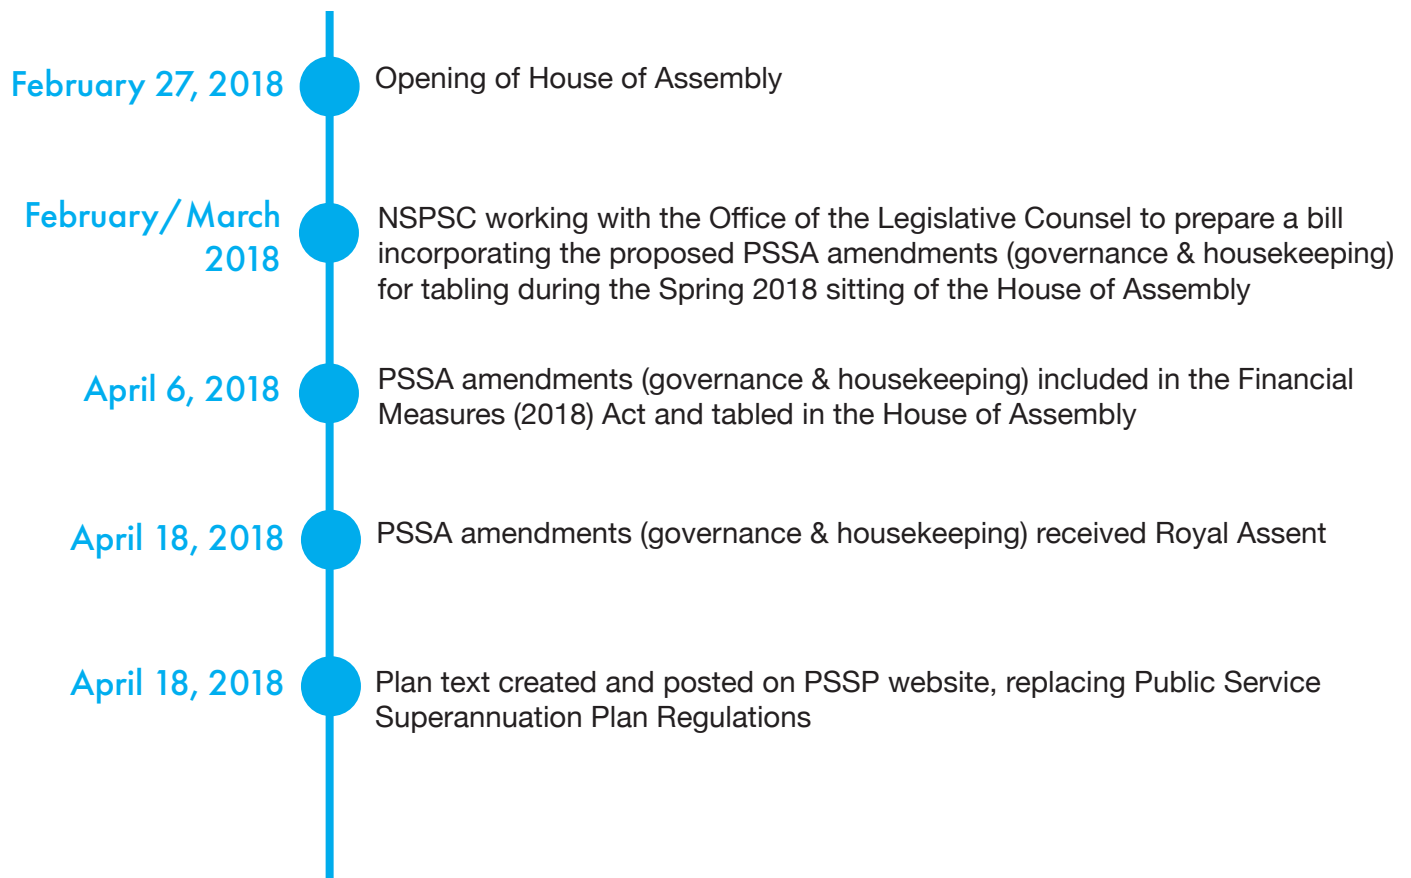 February 27, 2018
Opening of House of Assembly
February/March
2018
NSPSC working with the Office of the Legislative Counsel to prepare a bill
incorporating the proposed PSSA amendments (governance & housekeeping)
for tabling during the Spring 2018 sitting of the House of Assembly
April 6, 2018
PSSA amendments (governance & housekeeping) included in the Financial
Measures (2018) Act and tabled in the House of Assembly
April 18, 2018
PSSA amendments (governance & housekeeping) received Royal Assent
April 18, 2018
Plan text created and posted on PSSP website, replacing Public Service
Superannuation Plan Regulations